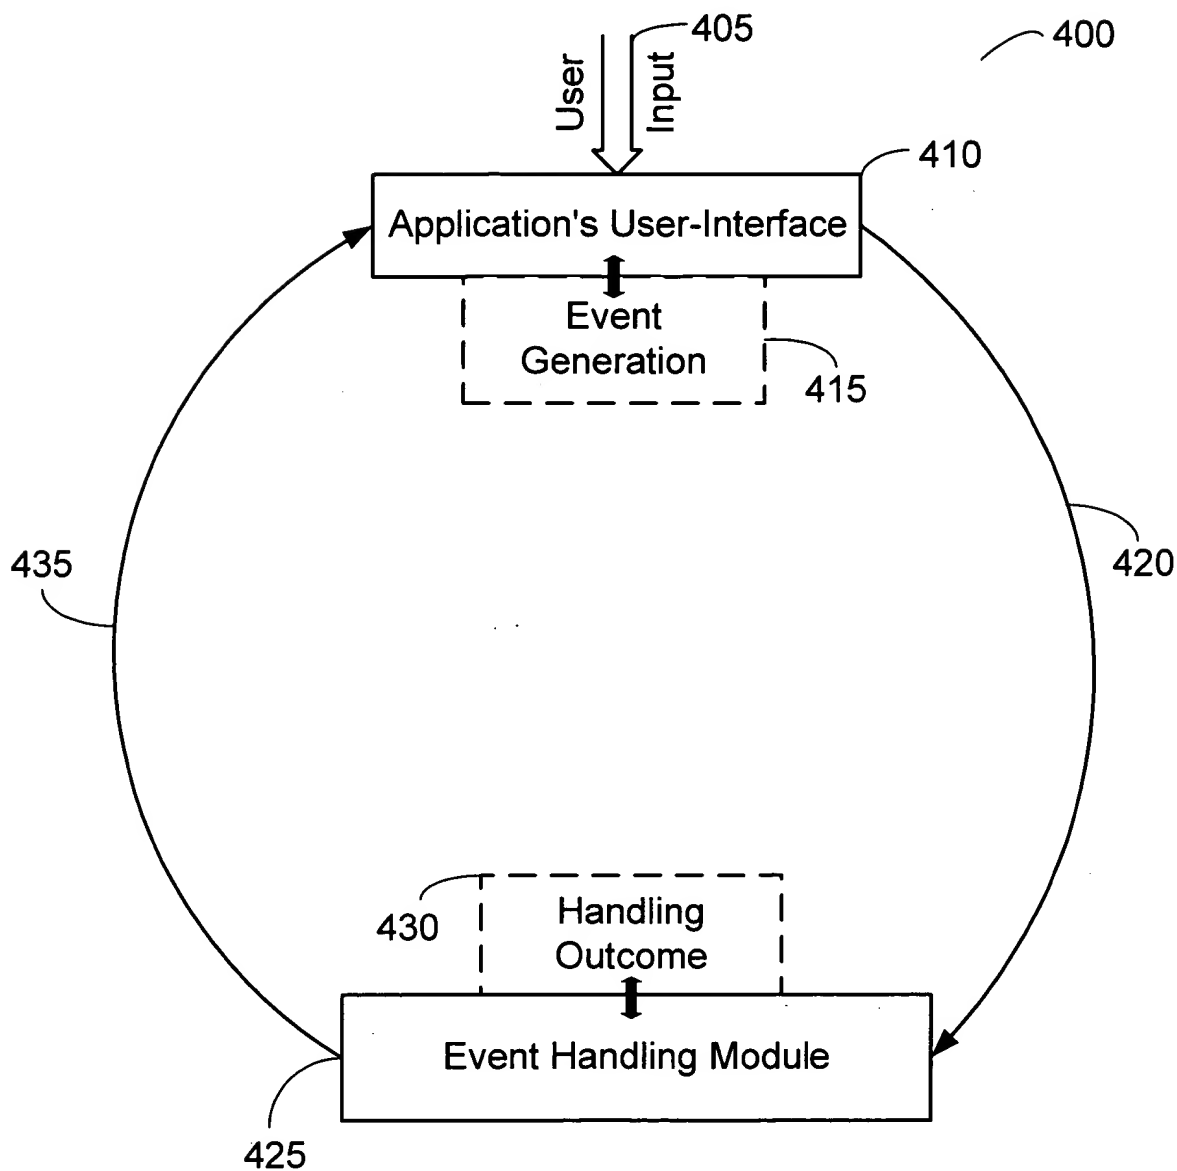 405
400
User
Input
410
Application's User-Interface
Event
Generation
415
435
420
430
Handling
Outcome
Event Handling Module
425